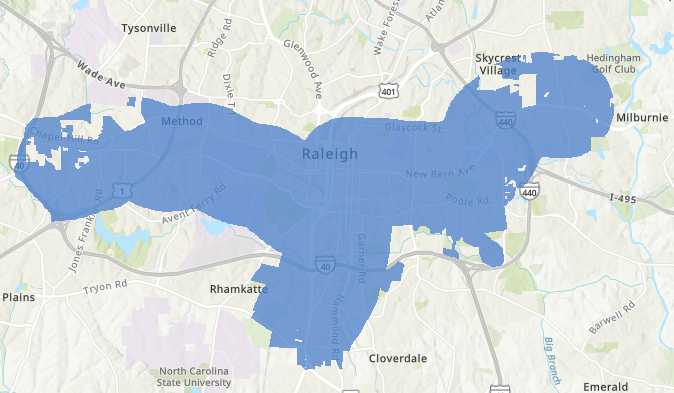 Tysonville
Ridge Rd
Glenwood Ave
Wake Fores
Atlan
Wade Ave
Dixie T
401
Skycrest
Village
Hedingham
Golf Club
Chapel Hill Rd
Method
Glascock St
440
Milburnie
Raleigh
40
1
New Bern Ave
440
I-495
Avent Ferry Rd
Poole Rd
Jones Franklin Rd
Garner Rd
40
Plains
Tryon Rd
Rhamkatte
Hammond Rd
Barwell Rd
Cloverdale
Big Branch
North Carolina
State University
Emerald